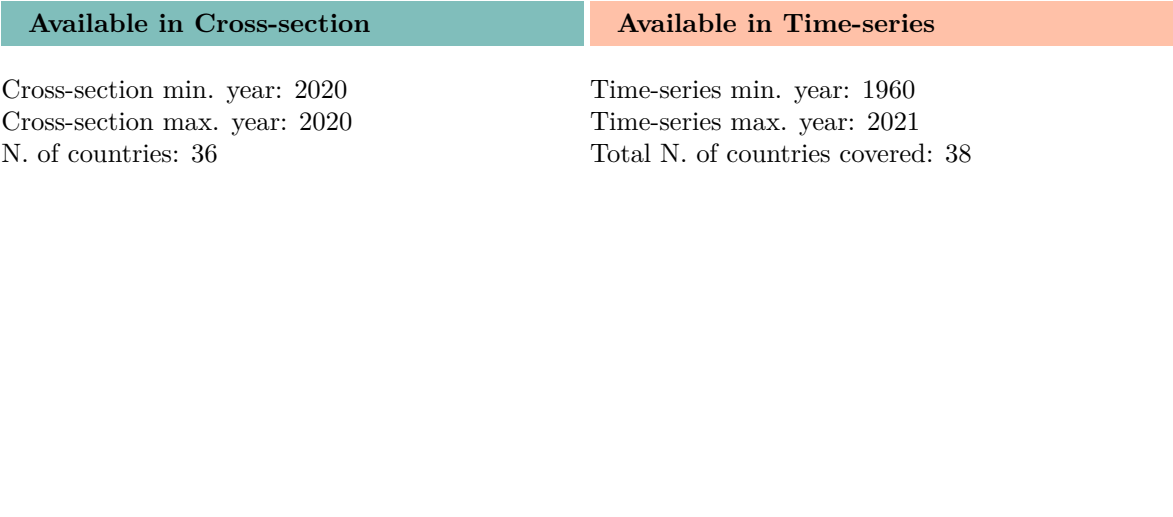 Available in Cross-section
Cross-section min. year: 2020
Cross-section max. year: 2020
N. of countries: 36
Available in Time-series
Time-series min. year: 1960
Time-series max. year: 2021
Total N. of countries covered: 38